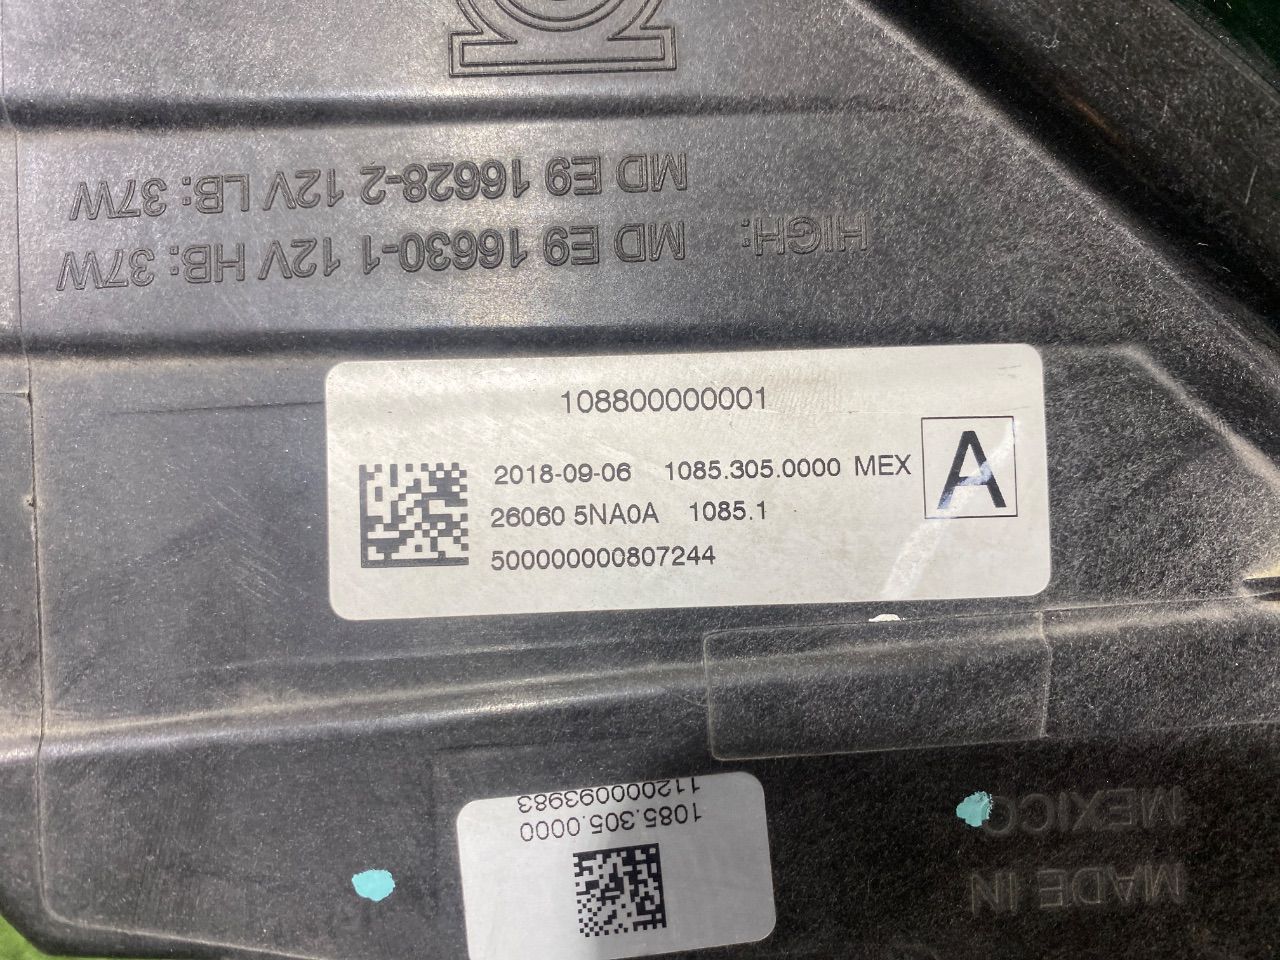 MD E9 16628-2 12V LB: 37W
HIGH: MD E9 16630-1 12V HB: 37W
108800000001
2018-09-06 1085.305.0000 MEX
A
26060 5NA0A 1085.1
500000000807244
1085.305.0000
112000093983
MADE IN
MEXICO